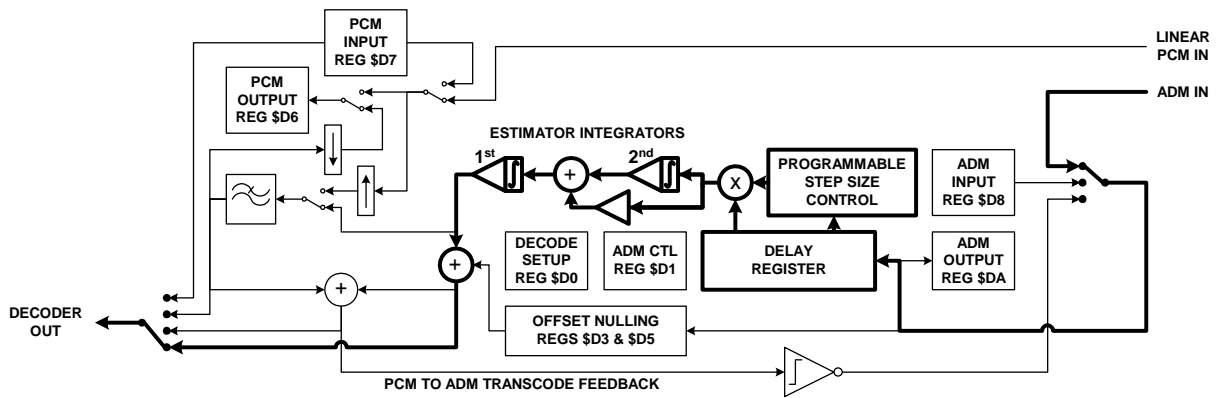 PCM
INPUT
REG $D7
LINEAR
PCM IN
PCM
OUTPUT
REG $D6
ADM IN
ESTIMATOR INTEGRATORS
1st
2nd
+
X
PROGRAMMABLE
STEP SIZE
CONTROL
ADM
INPUT
REG $D8
DECODE
SETUP
REG $D0
ADM CTL
REG $D1
DELAY
REGISTER
ADM
OUTPUT
REG $DA
+
+
DECODER
OUT
OFFSET NULLING
REGS $D3 & $D5
PCM TO ADM TRANSCODE FEEDBACK